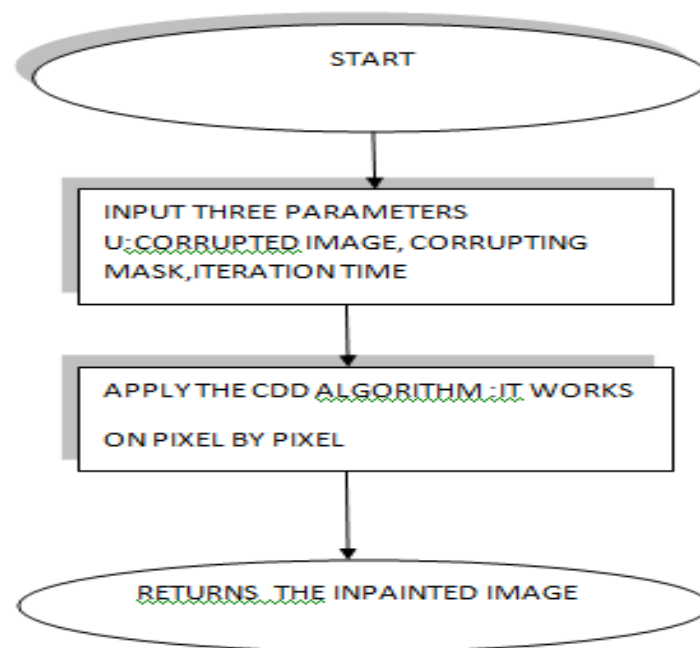 START
INPUT THREE PARAMETERS
U:CORRUPTED IMAGE, CORRUPTING
MASK,ITERATION TIME
APPLY THE CDD ALGORITHM :IT WORKS
ON PIXEL BY PIXEL
RETURNS THE INPAINTED IMAGE